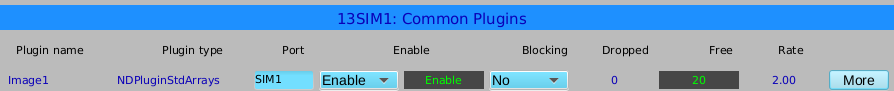 13SIM1: Common Plugins
Plugin name Plugin type Port Enable Blocking Dropped Free Rate
Image1 NDPluginStdArrays SIM1 Enable Enable No 0 20 2.00 More